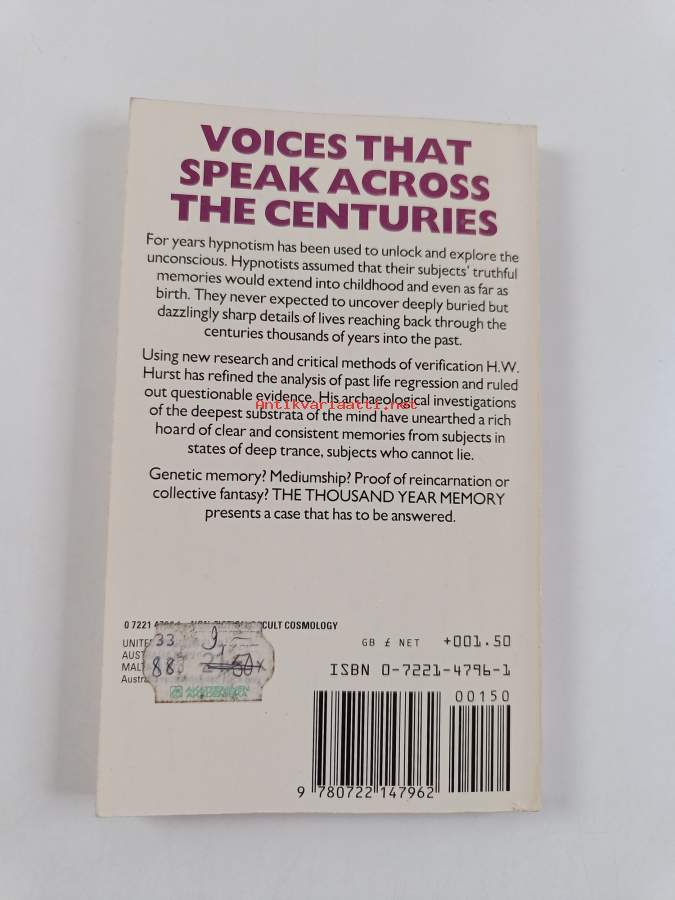 VOICES THAT
SPEAK ACROSS
THE CENTURIES
For years hypnotism has been used to unlock and explore the
unconscious. Hypnotists assumed that their subjects' truthful
memories would extend into childhood and even as far as
birth. They never expected to uncover deeply buried but
dazzlingly sharp details of lives reaching back through the
centuries thousands of years into the past.
Using new research and critical methods of verification H.W.
Hurst has refined the analysis of past life regression and ruled
out questionable evidence. His archaeological investigations
Antikvariaatti.net
of the deepest substrata of the mind have unearthed a rich
hoard of clear and consistent memories from subjects in
states of deep trance, subjects who cannot lie.
Genetic memory? Mediumship? Proof of reincarnation or
collective fantasy? THE THOUSAND YEAR MEMORY
presents a case that has to be answered.
0 7221 COSMOLOGY
GB £ NET +001.50
33
883
ISBN 0-7221-4796-1
00150
9 780722 147962